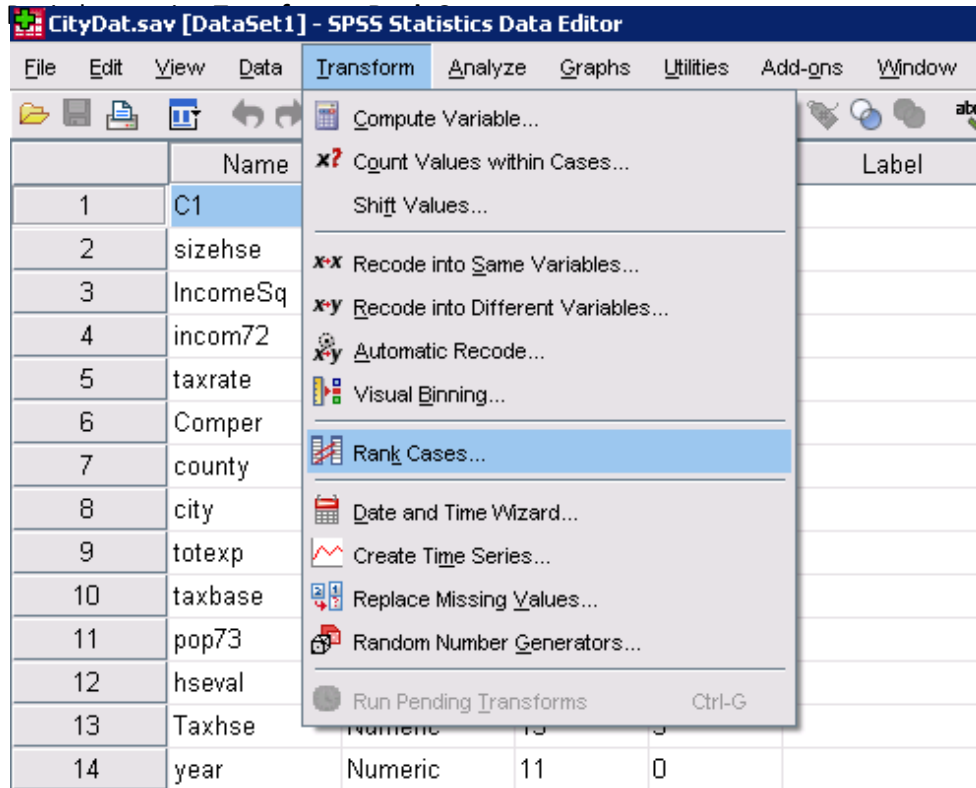 CityDat.sav [DataSet1] - SPSS Statistics Data Editor
File Edit View Data Transform Analyze Graphs Utilities Add-ons Window
Compute Variable...
Name
Count Values within Cases...
Label
1 C1
Shift Values...
2 sizehse
Recode into Same Variables...
3 IncomeSq
Recode into Different Variables...
4 incom72
Automatic Recode...
5 taxrate
Visual Binning...
6 Comper
Rank Cases...
7 county
8 city
Date and Time Wizard...
9 totexp
Create Time Series...
10 taxbase
Replace Missing Values...
11 pop73
Random Number Generators...
12 hseval
Run Pending Transforms Ctrl-G
13 Taxhse Numeric
14 year Numeric 11 0